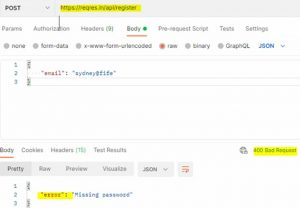 POST
https://reqres.in/api/register
Params
Authorization
Headers (9)
Body
Pre-request Script
Tests
Settings
none
form-data
x-www-form-urlencoded
raw
binary
GraphQL
JSON
1
2
"email": "sydney@fife"
3
Body
Cookies
Headers (15)
Test Results
400 Bad Request
Pretty
Raw
Preview
Visualize
JSON
1
2
"error": "Missing password"
3